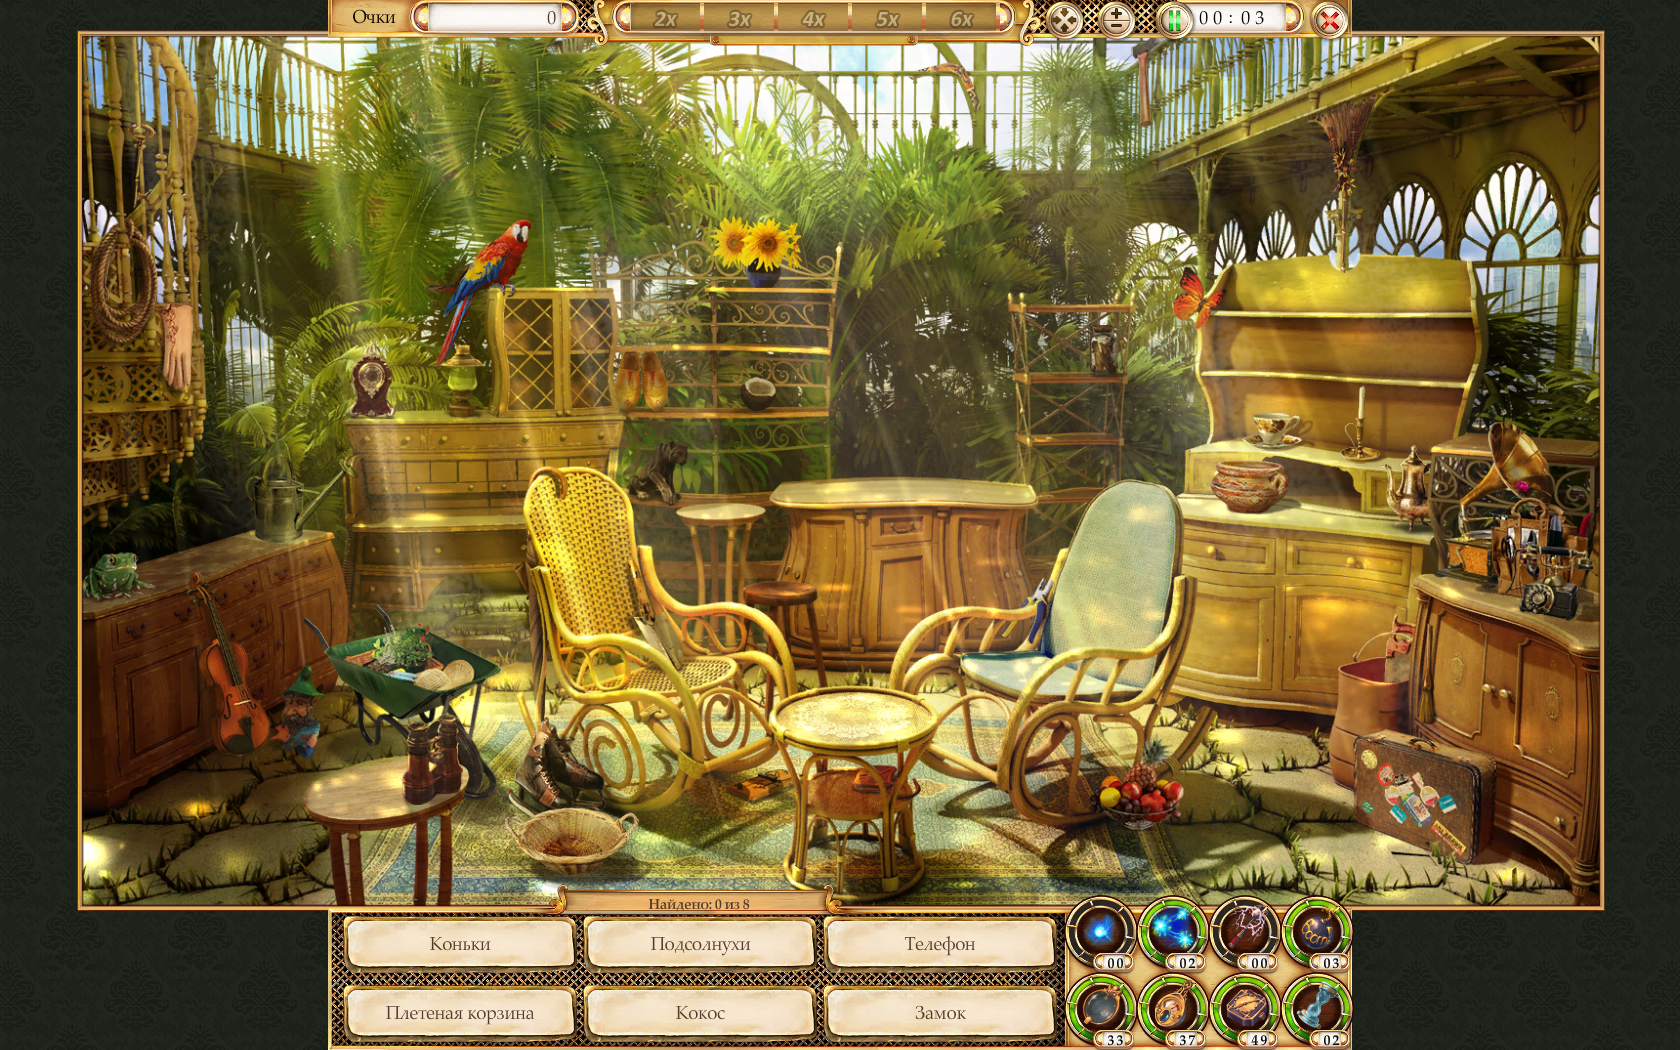 Очки 0 2x 3x 4x 5x 6x 00:03
Найдено: 0 из 8
Коньки Подсолнухи Телефон
00 02 00 03
Плетеная корзина Кокос Замок
33 37 49 02